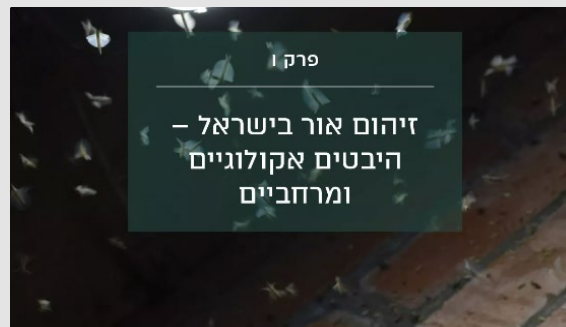 פרק ו
זיהום אור בישראל –
היבטים אקולוגיים
ומרחביים